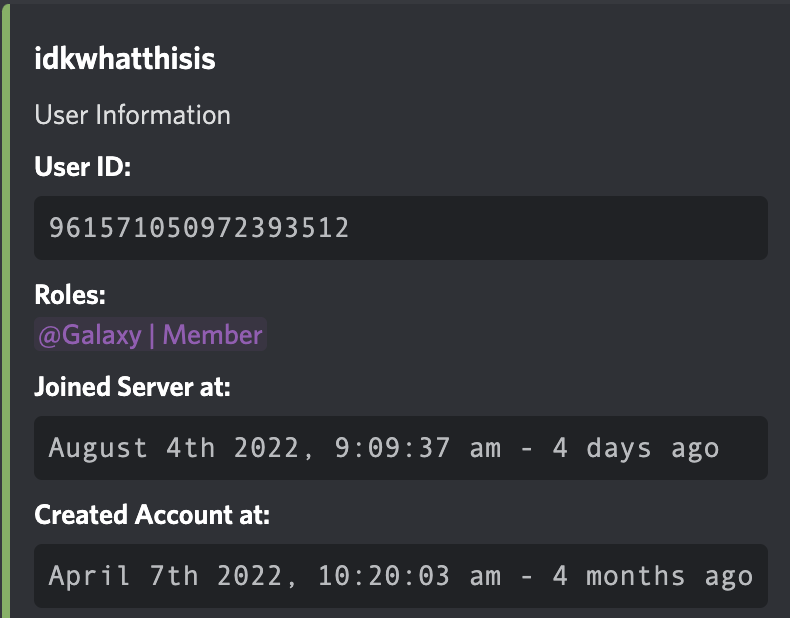 idkwhatthisis
User Information
User ID:
961571050972393512
Roles:
@Galaxy | Member
Joined Server at:
August 4th 2022, 9:09:37 am - 4 days ago
Created Account at:
April 7th 2022, 10:20:03 am - 4 months ago